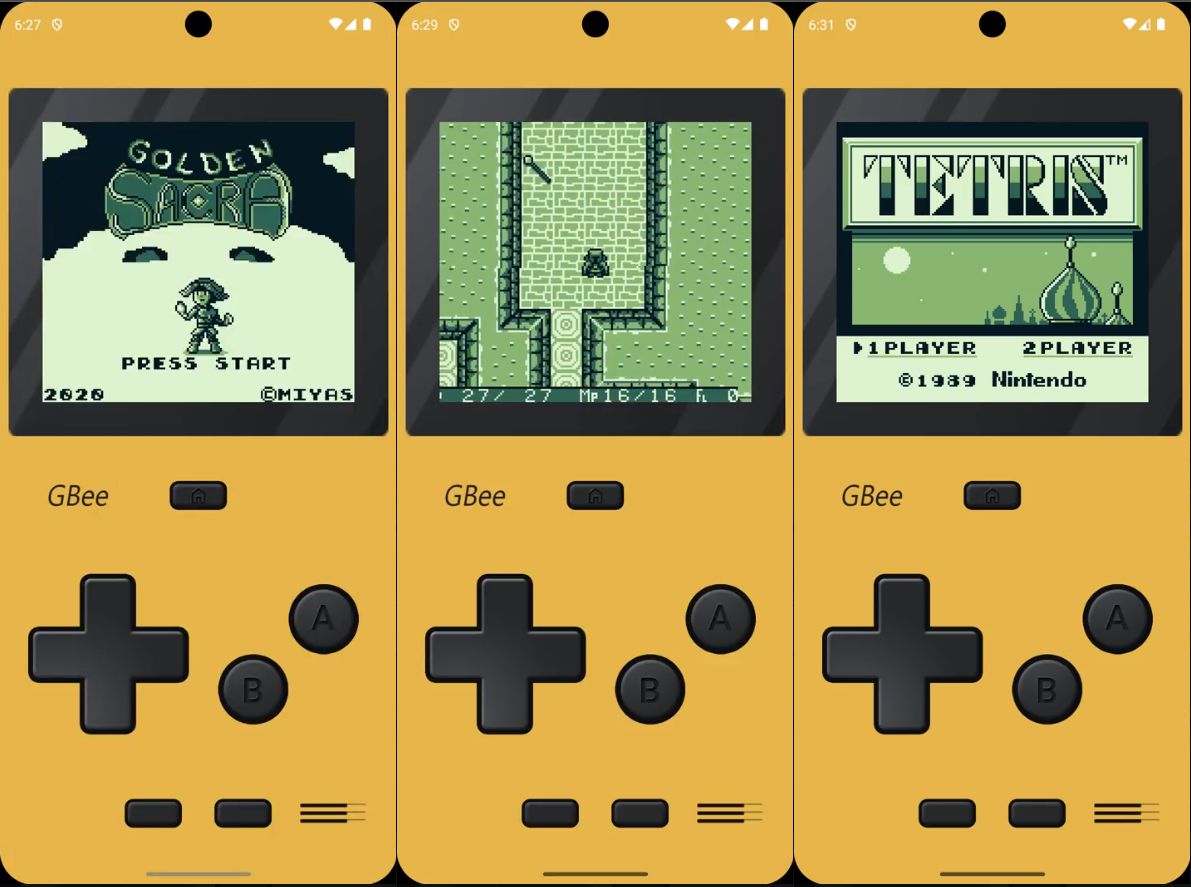 6:27
GOLDEN
SACRA
PRESS START
2020 ©MIYAS
GBee
A
B
6:29
27/ 27 Mp16/16 0
GBee
A
B
6:31
TETRIS™
1PLAYER 2PLAYER
©1989 Nintendo
GBee
A
B